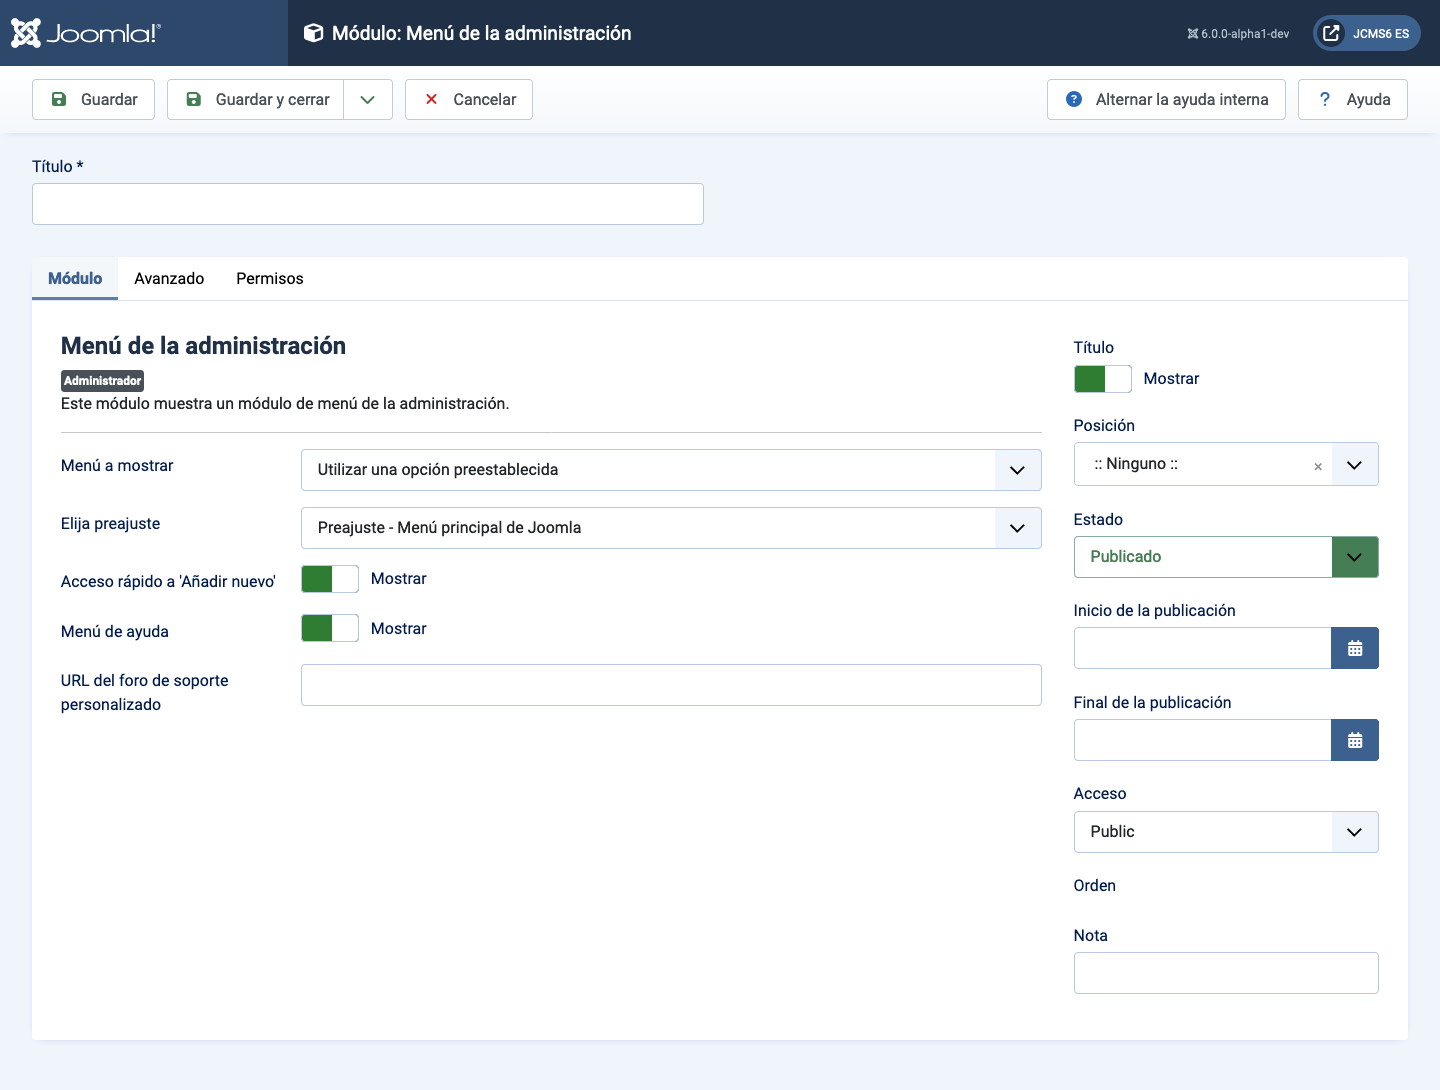 Joomla!
Módulo: Menú de la administración
6.0.0-alpha1-dev
JCMS6 ES
Guardar
Guardar y cerrar
Cancelar
Alternar la ayuda interna
? Ayuda
Título *
Módulo
Avanzado
Permisos
Menú de la administración
Administrador
Este módulo muestra un módulo de menú de la administración.
Menú a mostrar
Utilizar una opción preestablecida
Elija preajuste
Preajuste - Menú principal de Joomla
Acceso rápido a 'Añadir nuevo'
Mostrar
Menú de ayuda
Mostrar
URL del foro de soporte
personalizado
Título
Mostrar
Posición
:: Ninguno ::
Estado
Publicado
Inicio de la publicación
Final de la publicación
Acceso
Public
Orden
Nota